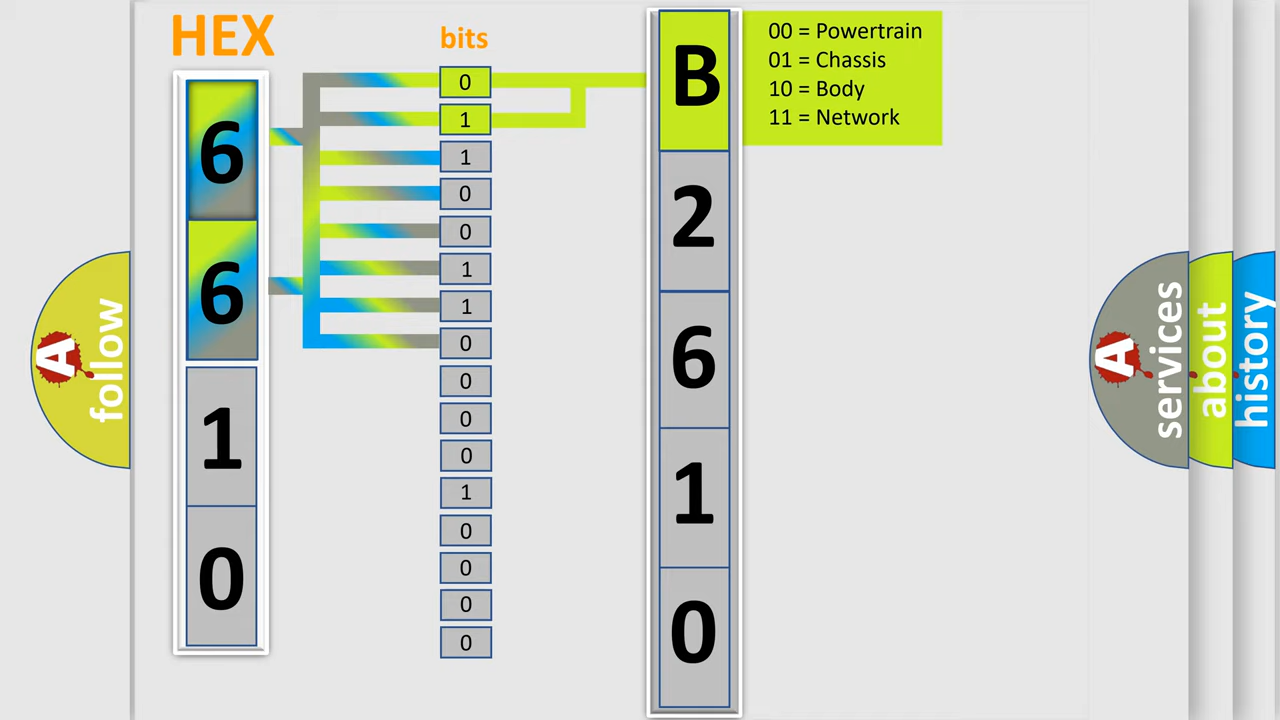 HEX
6
6
1
0
bits
0
1
1
0
0
1
1
0
0
0
0
1
0
0
0
0
B
2
6
1
0
00 = Powertrain
01 = Chassis
10 = Body
11 = Network
A
follow
A
services
about
history